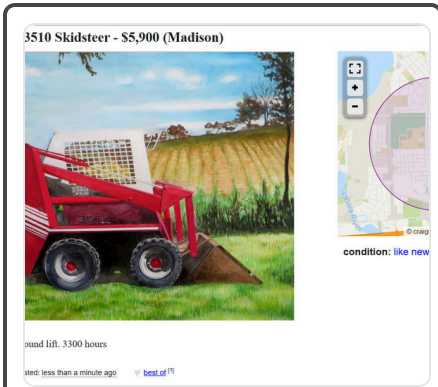 3510 Skidsteer - $5,900 (Madison)
+
-
© craig
condition: like new
ound lift. 3300 hours
sted: less than a minute ago
best of [?]